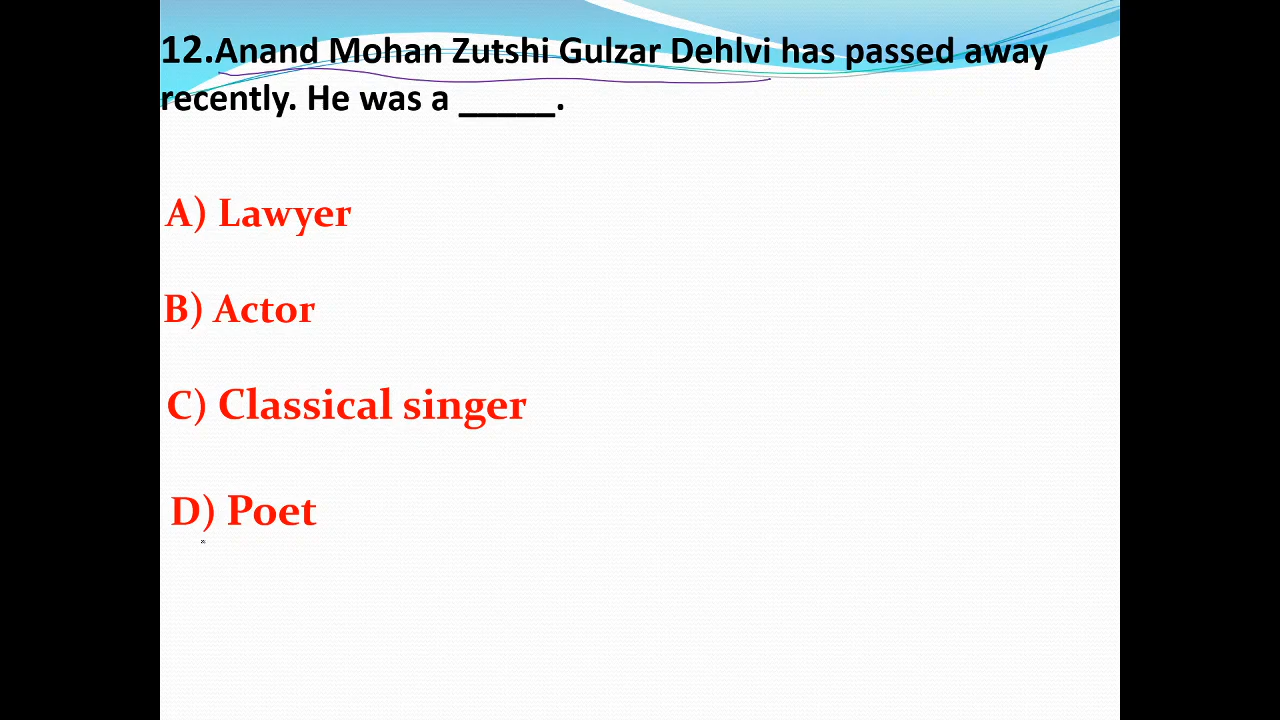 12.Anand Mohan Zutshi Gulzar Dehlvi has passed away
recently. He was a _____.
A) Lawyer
B) Actor
C) Classical singer
D) Poet